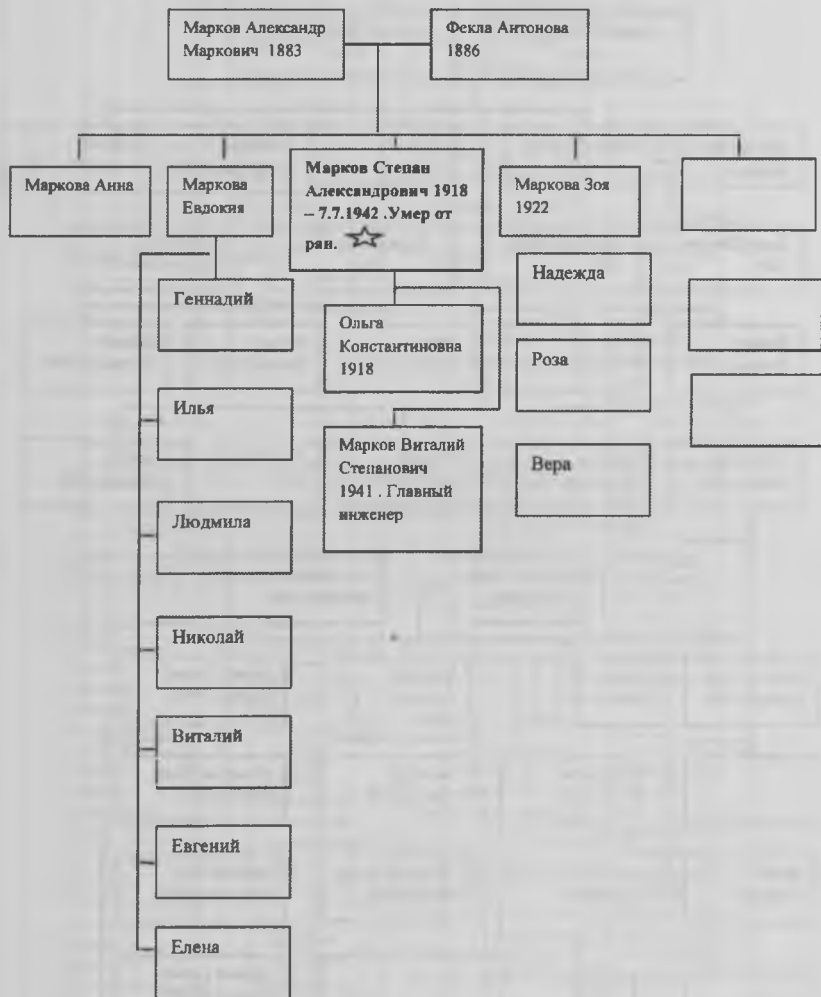 Марков Александр
Маркович 1883
Фекла Антонова
1886
Маркова Анна
Маркова
Евдокия
Марков Степан
Александрович 1918
– 7.7.1942 .Умер от
ран.
Маркова Зоя
1922
Геннадий
Илья
Людмила
Николай
Виталий
Евгений
Елена
Ольга
Константиновна
1918
Марков Виталий
Степанович
1941 . Главный
инженер
Надежда
Роза
Вера